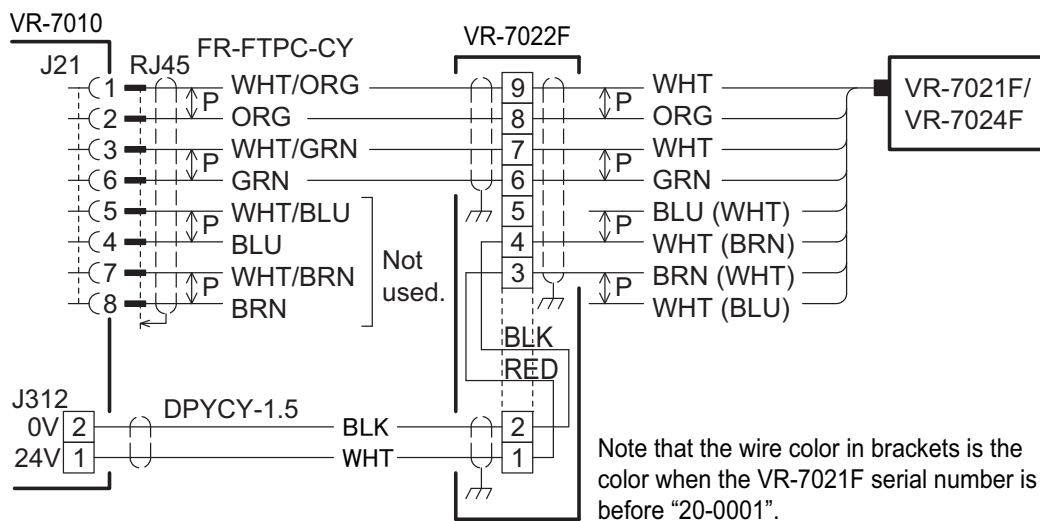 VR-7010
VR-7022F
J21 RJ45 FR-FTPC-CY
1 WHT/ORG 9 WHT
P P
2 ORG 8 ORG
3 WHT/GRN 7 WHT
P P
6 GRN 6 GRN
5 WHT/BLU 5 BLU (WHT)
P P
4 BLU 4 WHT (BRN)
7 WHT/BRN 3 BRN (WHT)
P P
8 BRN WHT (BLU)
Not
used.
VR-7021F/
VR-7024F
BLK
RED
J312
DPYCY-1.5
0V 2 BLK 2
24V 1 WHT 1
Note that the wire color in brackets is the
color when the VR-7021F serial number is
before “20-0001”.